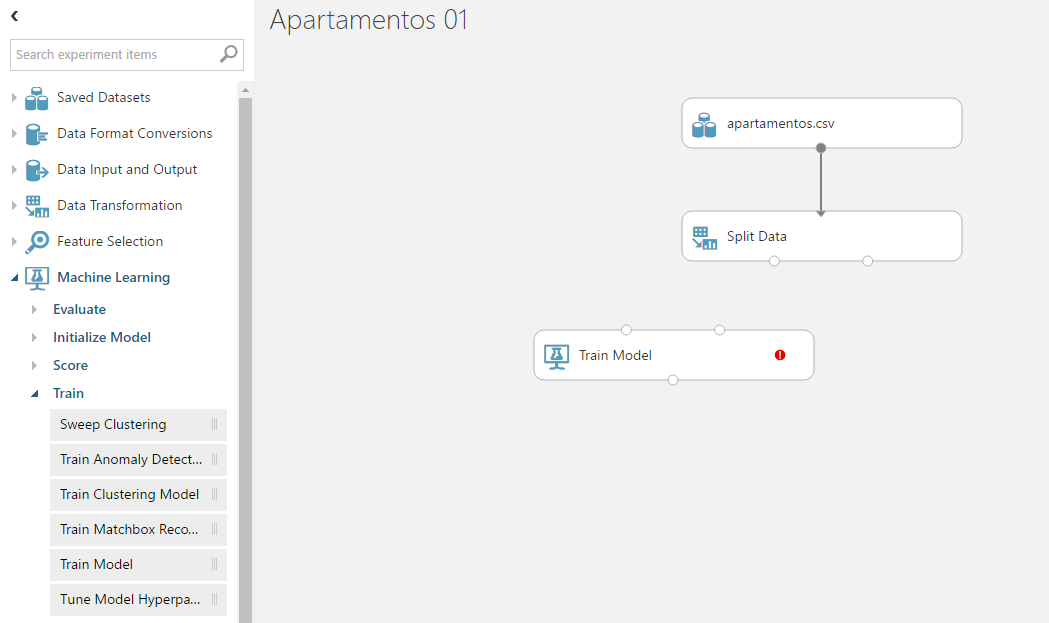 Apartamentos 01
Search experiment items
Saved Datasets
Data Format Conversions
Data Input and Output
Data Transformation
Feature Selection
Machine Learning
Evaluate
Initialize Model
Score
Train
Sweep Clustering
Train Anomaly Detect...
Train Clustering Model
Train Matchbox Reco...
Train Model
Tune Model Hyperpa...
apartamentos.csv
Split Data
Train Model